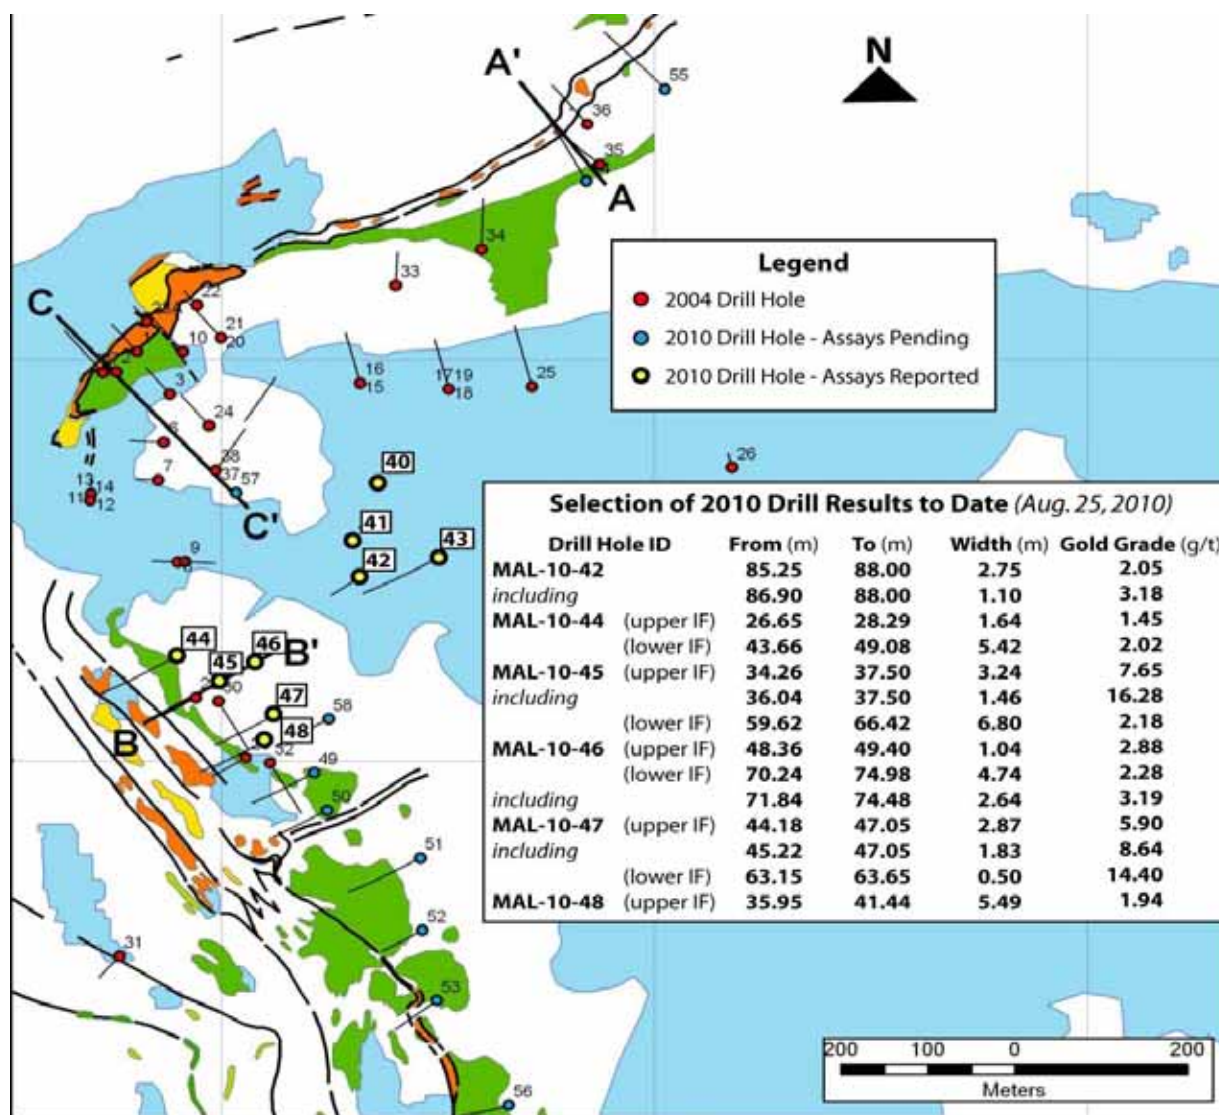 A'
N
55
36
35
A
34
33
Legend
2004 Drill Hole
2010 Drill Hole - Assays Pending
2010 Drill Hole - Assays Reported
C
22
21
20
10
16
15
17 19
18
25
3
24
6
38
37
57
7
13
14
11
12
C'
40
26
41
42
43
9
Selection of 2010 Drill Results to Date (Aug. 25, 2010)
Drill Hole ID From (m) To (m) Width (m) Gold Grade (g/t)
MAL-10-42 85.25 88.00 2.75 2.05
including 86.90 88.00 1.10 3.18
MAL-10-44 (upper IF) 26.65 28.29 1.64 1.45
(lower IF) 43.66 49.08 5.42 2.02
MAL-10-45 (upper IF) 34.26 37.50 3.24 7.65
including 36.04 37.50 1.46 16.28
(lower IF) 59.62 66.42 6.80 2.18
MAL-10-46 (upper IF) 48.36 49.40 1.04 2.88
(lower IF) 70.24 74.98 4.74 2.28
including 71.84 74.48 2.64 3.19
MAL-10-47 (upper IF) 44.18 47.05 2.87 5.90
including 45.22 47.05 1.83 8.64
(lower IF) 63.15 63.65 0.50 14.40
MAL-10-48 (upper IF) 35.95 41.44 5.49 1.94
44
46
B'
45
47
58
B
48
52
49
50
51
52
31
53
56
200 100 0 200
Meters